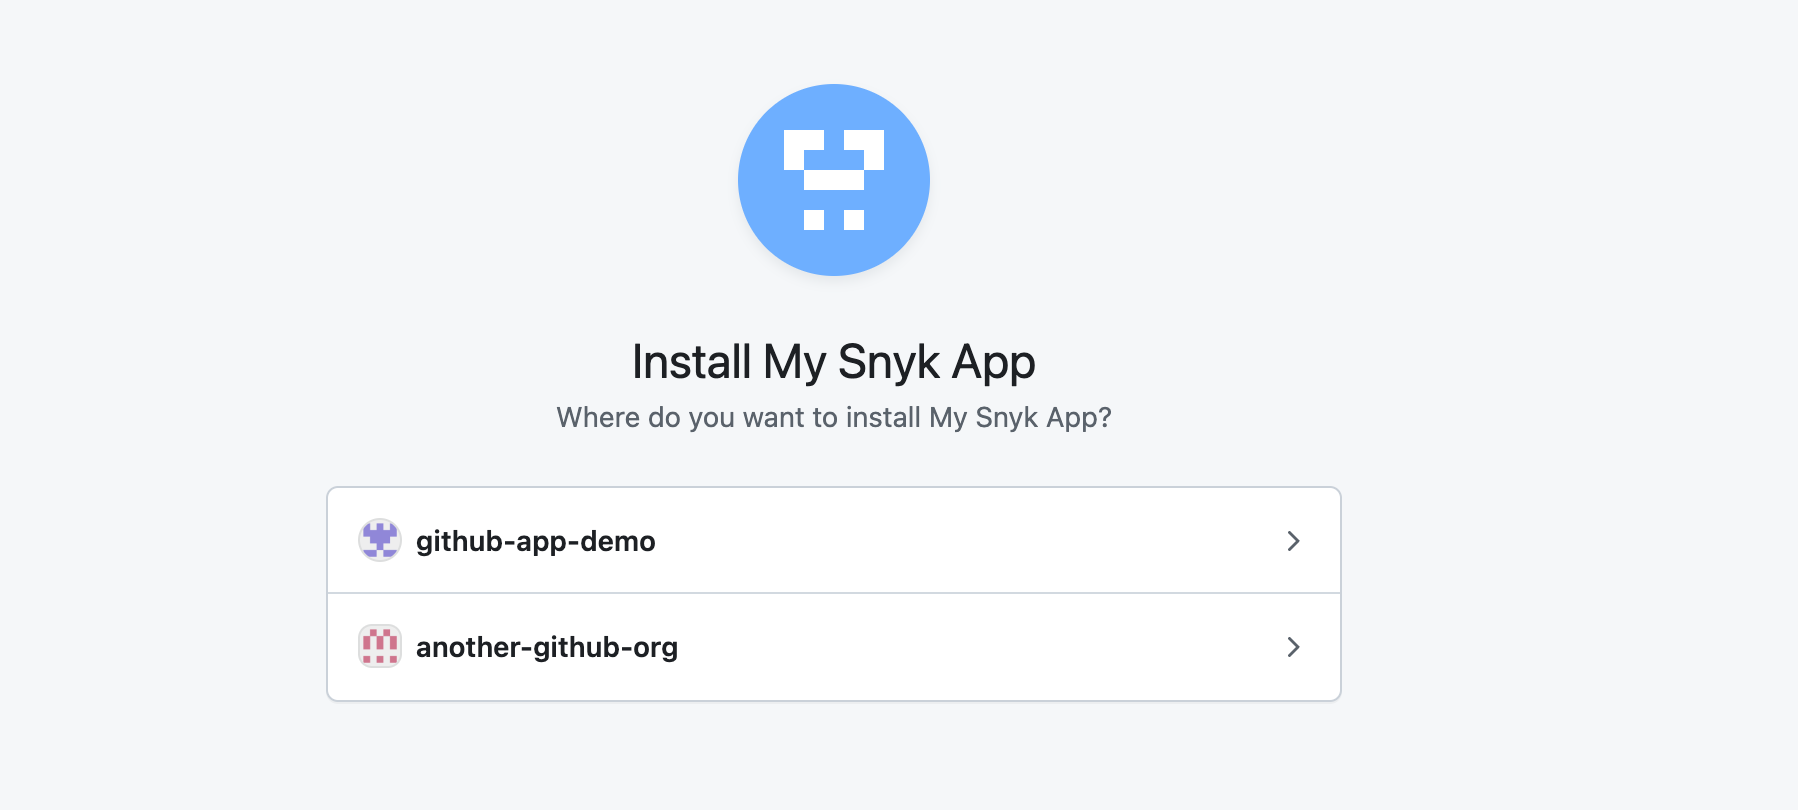 Install My Snyk App
Where do you want to install My Snyk App?
github-app-demo
another-github-org